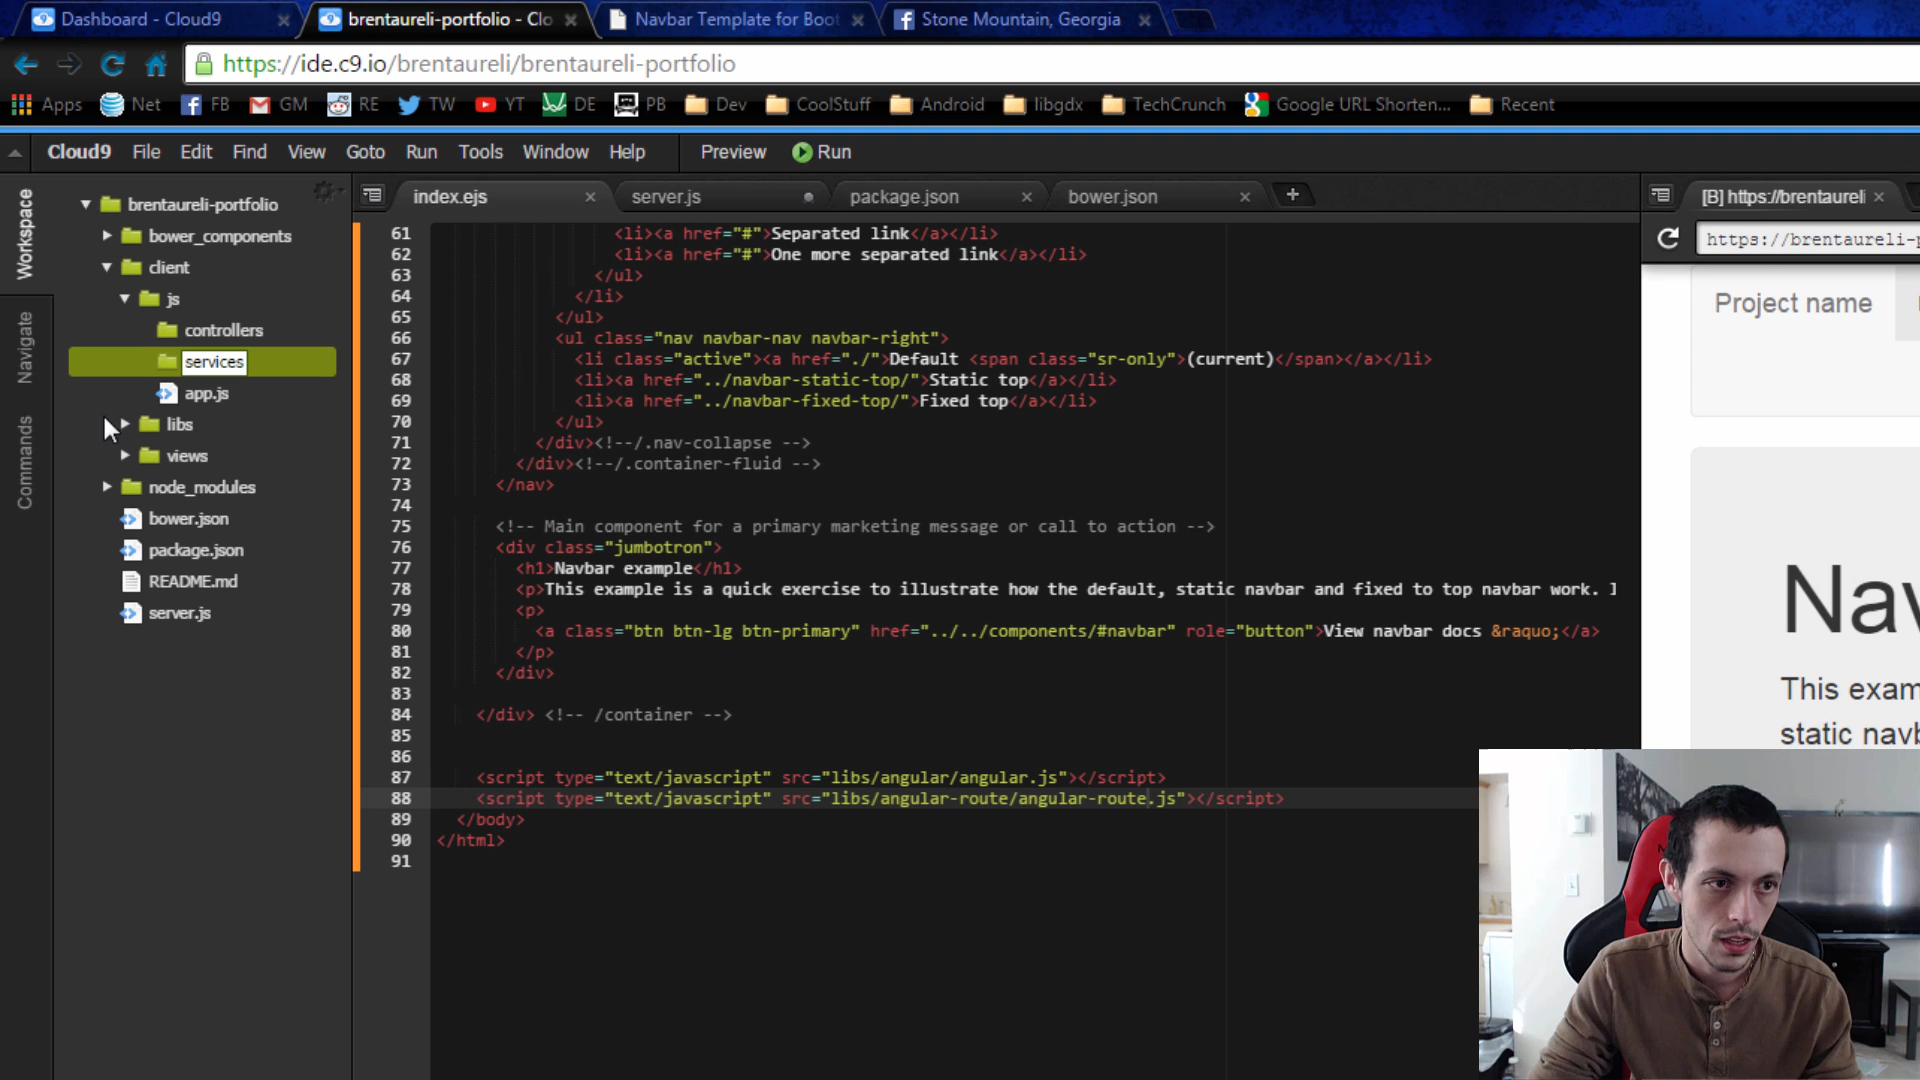 Dashboard - Cloud9
brentaureli-portfolio - Clo
Navbar Template for Boot
Stone Mountain, Georgia
https://ide.c9.io/brentaureli/brentaureli-portfolio
Apps Net FB GM RE TW YT DE PB Dev CoolStuff Android libgdx TechCrunch Google URL Shorten... Recent
Cloud9 File Edit Find View Goto Run Tools Window Help Preview Run
Workspace
Navigate
Commands
brentaureli-portfolio
bower_components
client
js
controllers
services
app.js
libs
views
node_modules
bower.json
package.json
README.md
server.js
index.ejs server.js package.json bower.json
61 <li><a href="#">Separated link</a></li>
62 <li><a href="#">One more separated link</a></li>
63 </ul>
64 </li>
65 </ul>
66 <ul class="nav navbar-nav navbar-right">
67 <li class="active"><a href="./">Default <span class="sr-only">(current)</span></a></li>
68 <li><a href="../navbar-static-top/">Static top</a></li>
69 <li><a href="../navbar-fixed-top/">Fixed top</a></li>
70 </ul>
71 </div><!--/.nav-collapse -->
72 </div><!--/.container-fluid -->
73 </nav>
74
75 <!-- Main component for a primary marketing message or call to action -->
76 <div class="jumbotron">
77 <h1>Navbar example</h1>
78 <p>This example is a quick exercise to illustrate how the default, static navbar and fixed to top navbar work. I
79 <p>
80 <a class="btn btn-lg btn-primary" href="../../components/#navbar" role="button">View navbar docs &raquo;</a>
81 </p>
82 </div>
83
84 </div> <!-- /container -->
85
86
87 <script type="text/javascript" src="libs/angular/angular.js"></script>
88 <script type="text/javascript" src="libs/angular-route/angular-route.js"></script>
89 </body>
90 </html>
91
[B] https://brentaureli
https://brentaureli-p
Project name
Nav
This exam
static navb